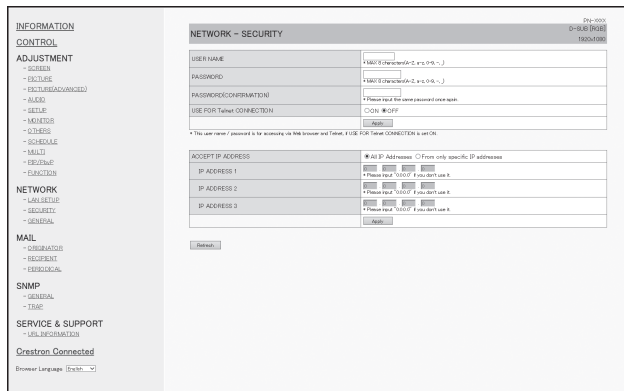 INFORMATION
CONTROL
ADJUSTMENT
- SCREEN
- PICTURE
- PICTURE(ADVANCED)
- AUDIO
- SETUP
- MONITOR
- OTHERS
- SCHEDULE
- MULTI
- PIP/PbyP
- FUNCTION
NETWORK
- LAN SETUP
- SECURITY
- GENERAL
MAIL
- ORIGINATOR
- RECIPIENT
- PERIODICAL
SNMP
- GENERAL
- TRAP
SERVICE & SUPPORT
- URL INFORMATION
Crestron Connected
Browser Language English
PN-XXXX
NETWORK - SECURITY
D-SUB [RGB]
1920x1080
USER NAME
* MAX 8 characters(A-Z, a-z, 0-9, -, _)
PASSWORD
* MAX 8 characters(A-Z, a-z, 0-9, -, _)
PASSWORD(CONFIRMATION)
* Please input the same password once again.
USE FOR Telnet CONNECTION ON OFF
Apply
* This user name / password is for accessing via Web browser and Telnet, if USE FOR Telnet CONNECTION is set ON.
ACCEPT IP ADDRESS All IP Addresses From only specific IP addresses
IP ADDRESS 1
* Please input "0.0.0.0" if you don't use it.
IP ADDRESS 2
* Please input "0.0.0.0" if you don't use it.
IP ADDRESS 3
* Please input "0.0.0.0" if you don't use it.
Apply
Refresh